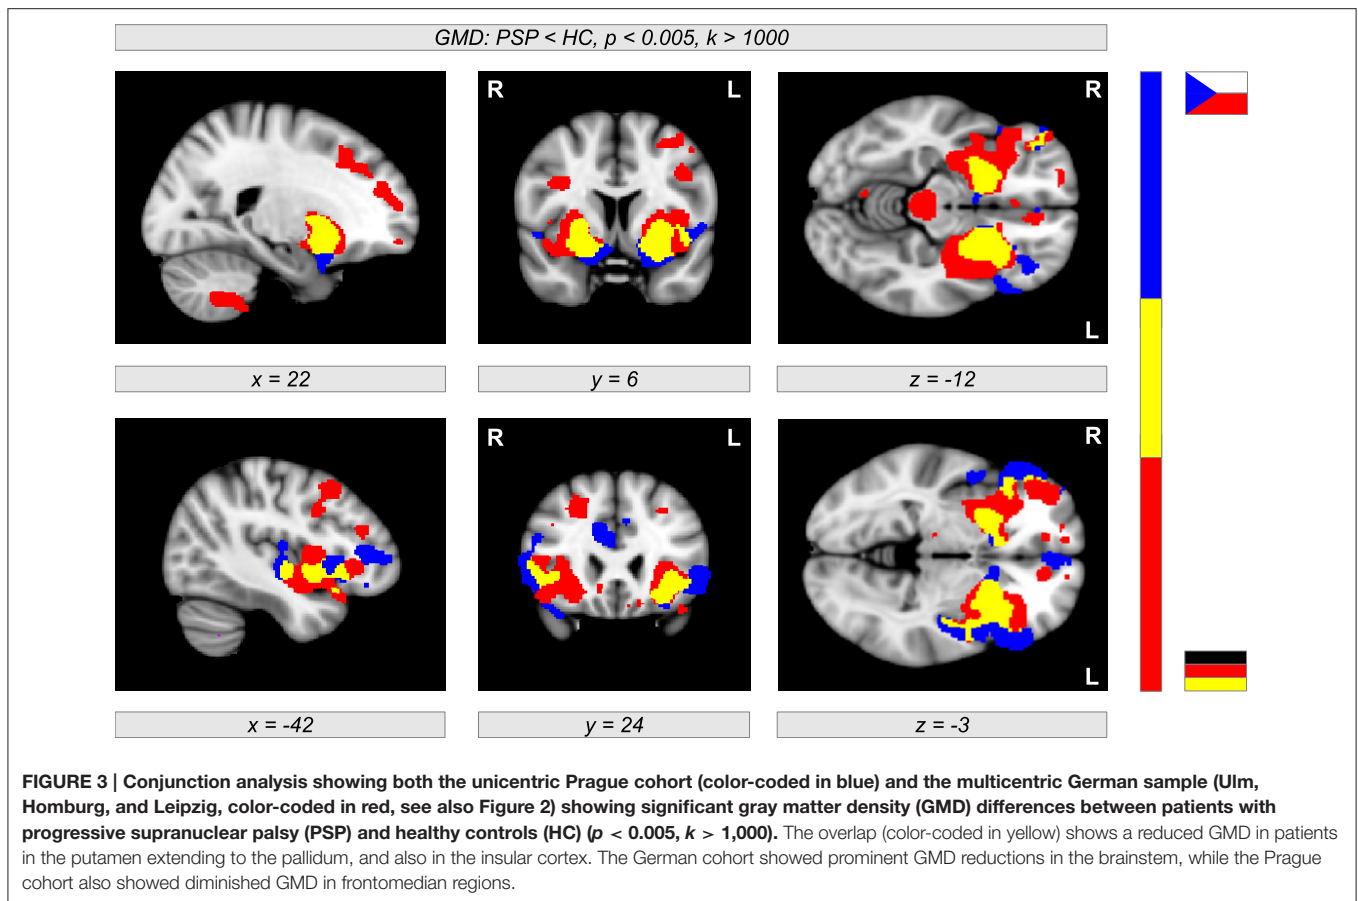 GMD: PSP < HC, p < 0.005, k > 1000
R L R
L
x = 22 y = 6 z = -12
R L R
L
x = -42 y = 24 z = -3
FIGURE 3 | Conjunction analysis showing both the unicentric Prague cohort (color-coded in blue) and the multicentric German sample (Ulm,
Homburg, and Leipzig, color-coded in red, see also Figure 2) showing significant gray matter density (GMD) differences between patients with
progressive supranuclear palsy (PSP) and healthy controls (HC) (p < 0.005, k > 1,000). The overlap (color-coded in yellow) shows a reduced GMD in patients
in the putamen extending to the pallidum, and also in the insular cortex. The German cohort showed prominent GMD reductions in the brainstem, while the Prague
cohort also showed diminished GMD in frontomedian regions.